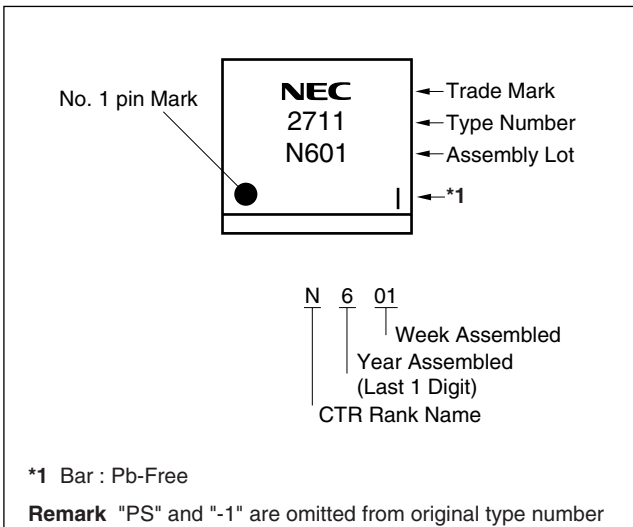 No. 1 pin Mark
NEC
2711
N601
Trade Mark
Type Number
Assembly Lot
*1
N 6 01
Week Assembled
Year Assembled
(Last 1 Digit)
CTR Rank Name
*1 Bar : Pb-Free
Remark "PS" and "-1" are omitted from original type number